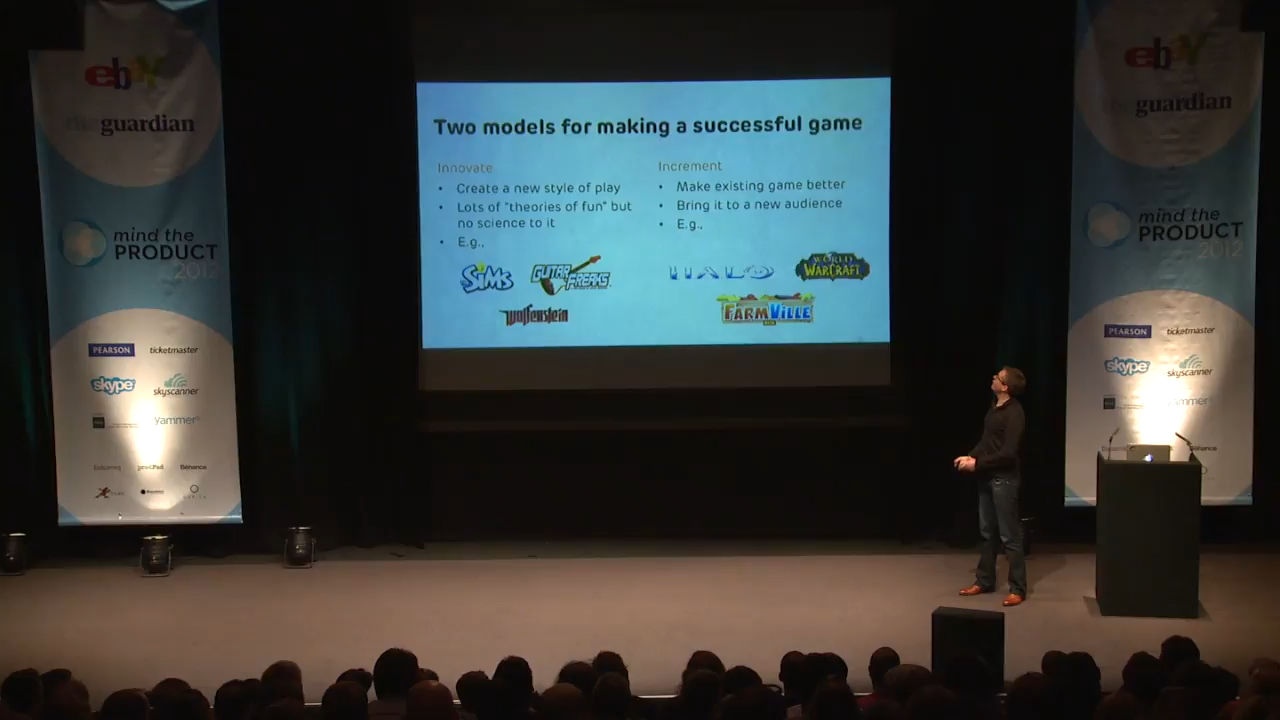 ebay
the guardian
mind the
PRODUCT
2012
PEARSON
ticketmaster
skype
skyscanner
yammer
Bēhance
Two models for making a successful game
Innovate
• Create a new style of play
• Lots of "theories of fun" but
no science to it
• E.g.,
SiMS
GUiTAR FREAKS
Wolfenstein
Increment
• Make existing game better
• Bring it to a new audience
• E.g.,
HALO
WORLD
WARCRAFT
FARMVILLE
ebay
the guardian
mind the
PRODUCT
2012
PEARSON
ticketmaster
skype
skyscanner
yammer
Bēhance